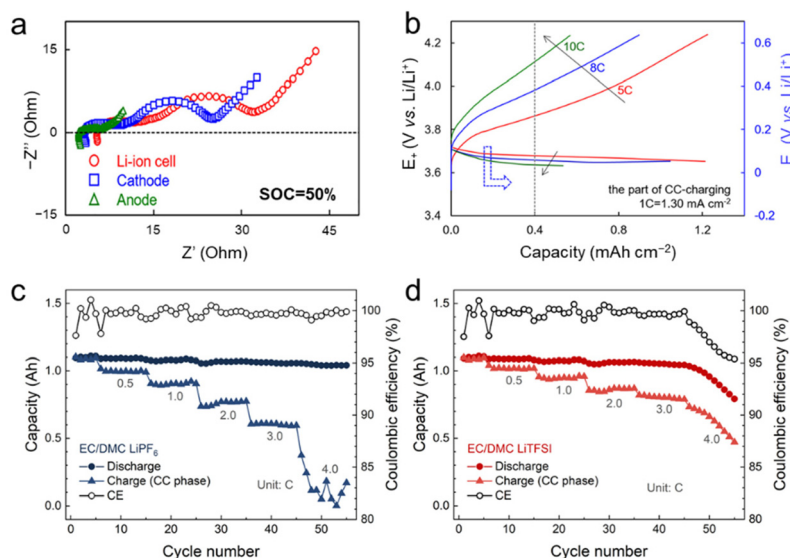 a
15
0
−15
−Z'' (Ohm)
Li-ion cell
Cathode
Anode
SOC=50%
0 15 30 45 60
Z' (Ohm)
b
4.2
4.0
3.8
3.6
3.4
E+ (V vs. Li/Li+)
10C
8C
5C
the part of CC-charging
1C=1.30 mA cm-2
0.6
0.4
0.2
0
-0.2
(V vs. Li/Li+)
0.0 0.4 0.8 1.2
Capacity (mAh cm−2)
c
1.5
1.0
0.5
0.0
Capacity (Ah)
0.5
1.0
2.0
3.0
4.0
EC/DMC LiPF6
Discharge
Charge (CC phase)
CE
Unit: C
100
95
90
85
80
Coulombic efficiency (%)
0 10 20 30 40 50
Cycle number
d
1.5
1.0
0.5
0.0
Capacity (Ah)
0.5
1.0
2.0
3.0
4.0
EC/DMC LiTFSI
Discharge
Charge (CC phase)
CE
Unit: C
100
95
90
85
80
Coulombic efficiency (%)
0 10 20 30 40 50
Cycle number